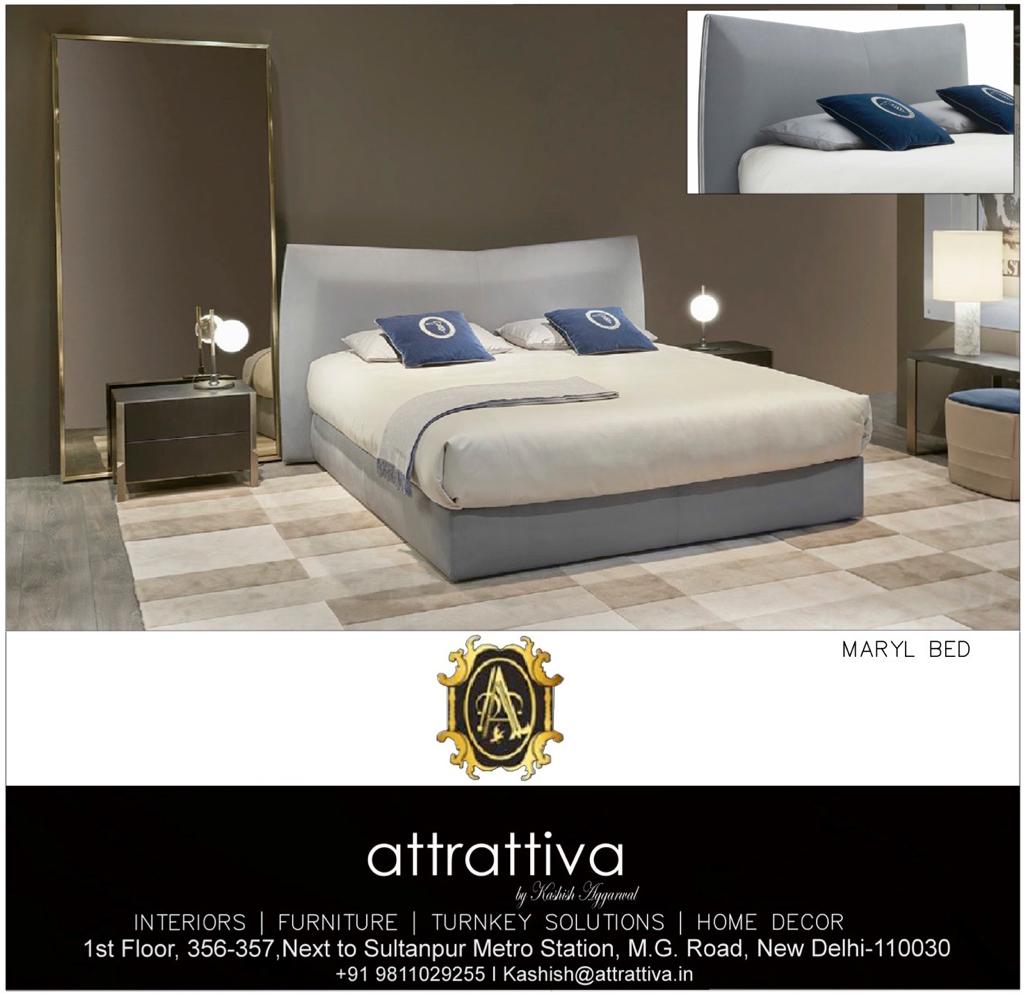 MARYL BED
attrattiva
by Kashish Aggarwal
INTERIORS | FURNITURE | TURNKEY SOLUTIONS | HOME DECOR
1st Floor, 356-357,Next to Sultanpur Metro Station, M.G. Road, New Delhi-110030
+91 9811029255 I Kashish@attrattiva.in